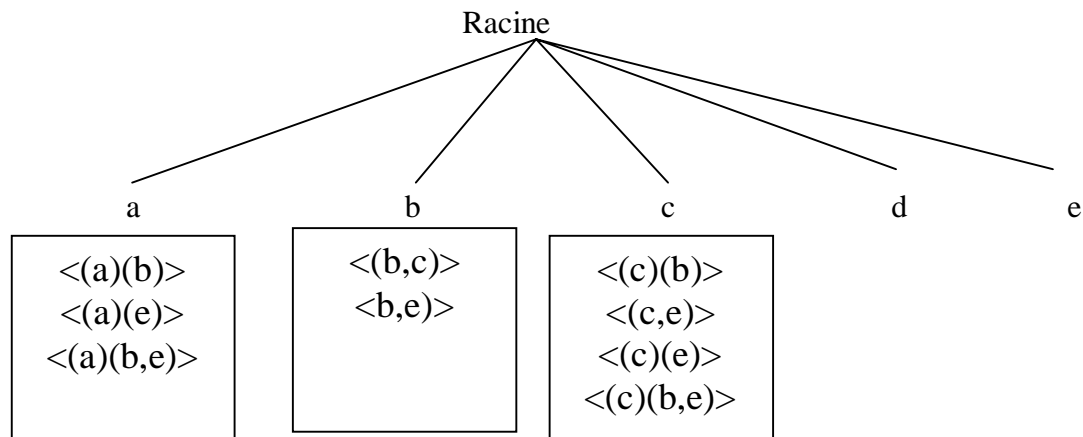 Racine
a
b
c
d
e
<(a)(b)>
<(a)(e)>
<(a)(b,e)>
<(b,c)>
<b,e)>
<(c)(b)>
<(c,e)>
<(c)(e)>
<(c)(b,e)>